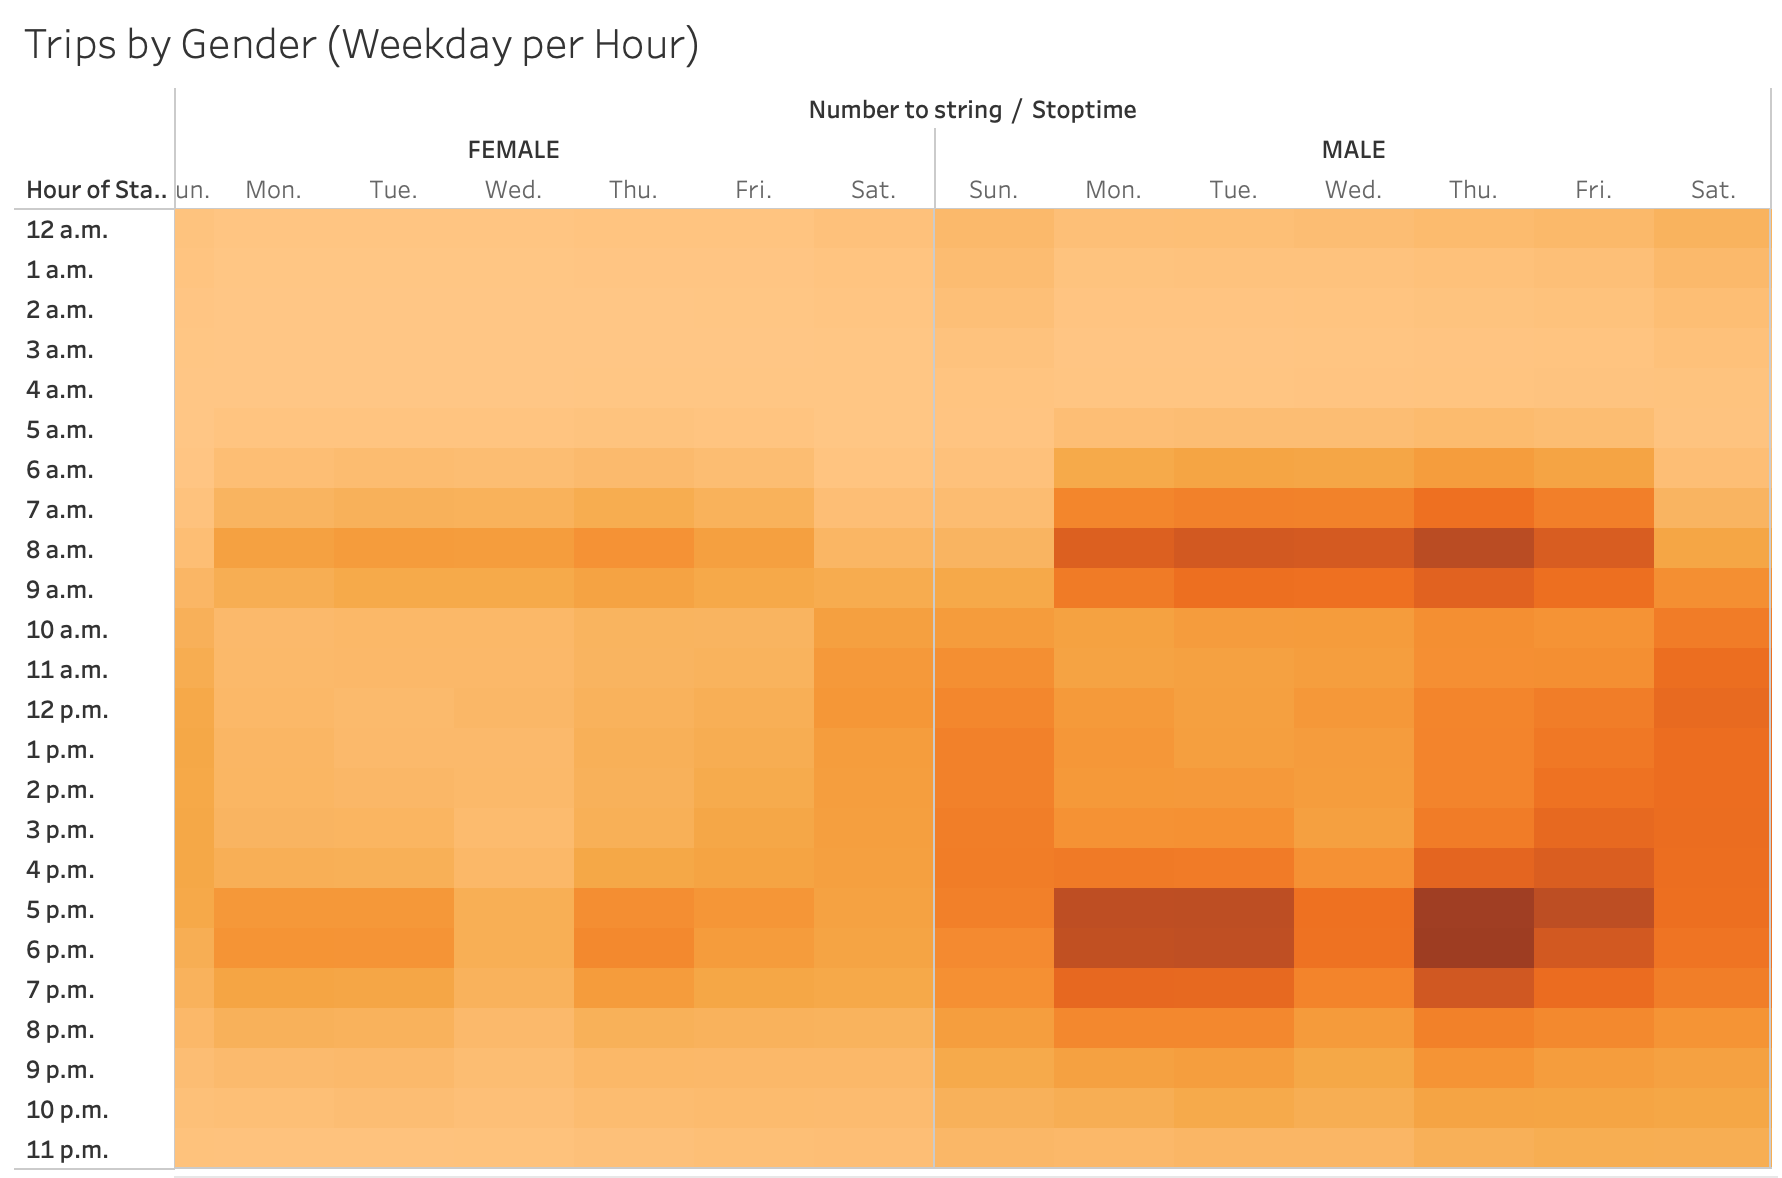 Trips by Gender (Weekday per Hour)
Number to string / Stoptime
FEMALE MALE
Hour of Sta.. un. Mon. Tue. Wed. Thu. Fri. Sat. Sun. Mon. Tue. Wed. Thu. Fri. Sat.
12 a.m.
1 a.m.
2 a.m.
3 a.m.
4 a.m.
5 a.m.
6 a.m.
7 a.m.
8 a.m.
9 a.m.
10 a.m.
11 a.m.
12 p.m.
1 p.m.
2 p.m.
3 p.m.
4 p.m.
5 p.m.
6 p.m.
7 p.m.
8 p.m.
9 p.m.
10 p.m.
11 p.m.